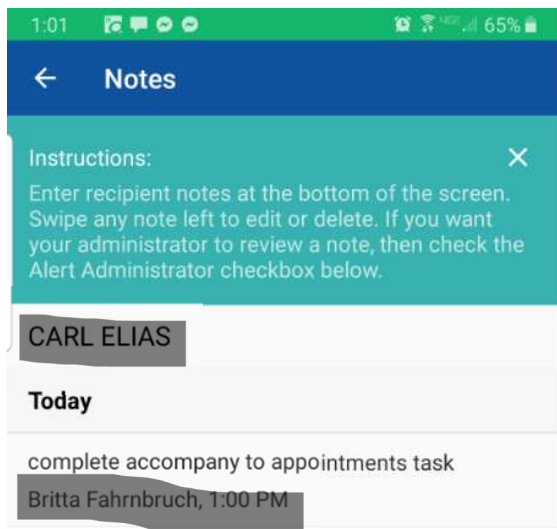 1:01 65%
Notes
Instructions:
Enter recipient notes at the bottom of the screen.
Swipe any note left to edit or delete. If you want
your administrator to review a note, then check the
Alert Administrator checkbox below.
CARL ELIAS
Today
complete accompany to appointments task
Britta Fahrnbruch, 1:00 PM